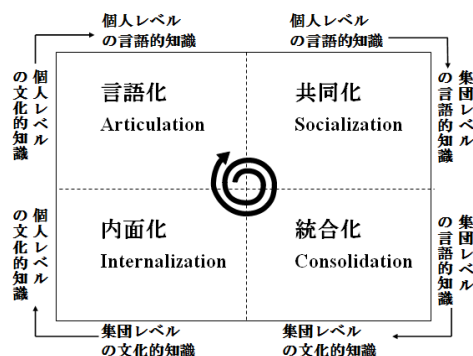 個人レベル
の言語的知識
個人レベル
の言語的知識
個人レベル
の文化的知識
言語化
Articulation
共同化
Socialization
集団レベル
の言語的知識
個人レベル
の文化的知識
内面化
Internalization
統合化
Consolidation
集団レベル
の言語的知識
集団レベル
の文化的知識
集団レベル
の文化的知識